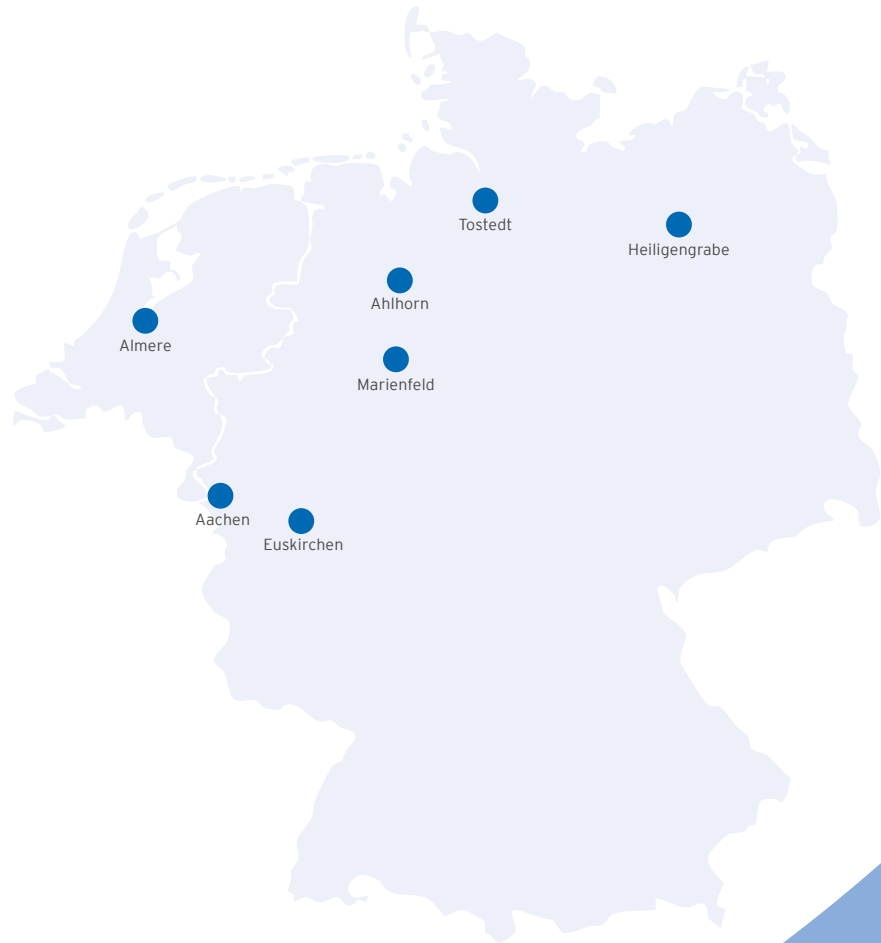 Tostedt
Heiligengrabe
Ahlhorn
Almere
Marienfeld
Aachen
Euskirchen